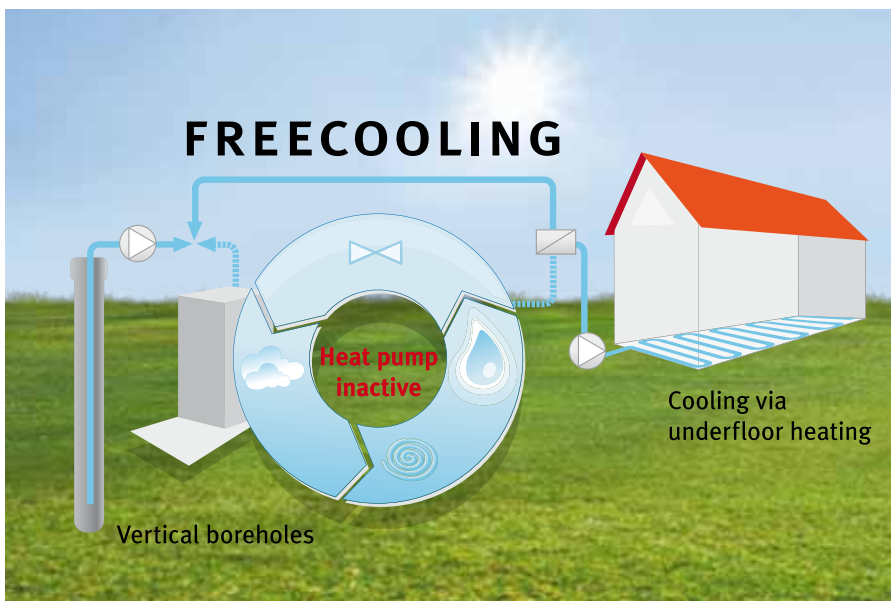 FREECOOLING
Heat pump
inactive
Cooling via
underfloor heating
Vertical boreholes